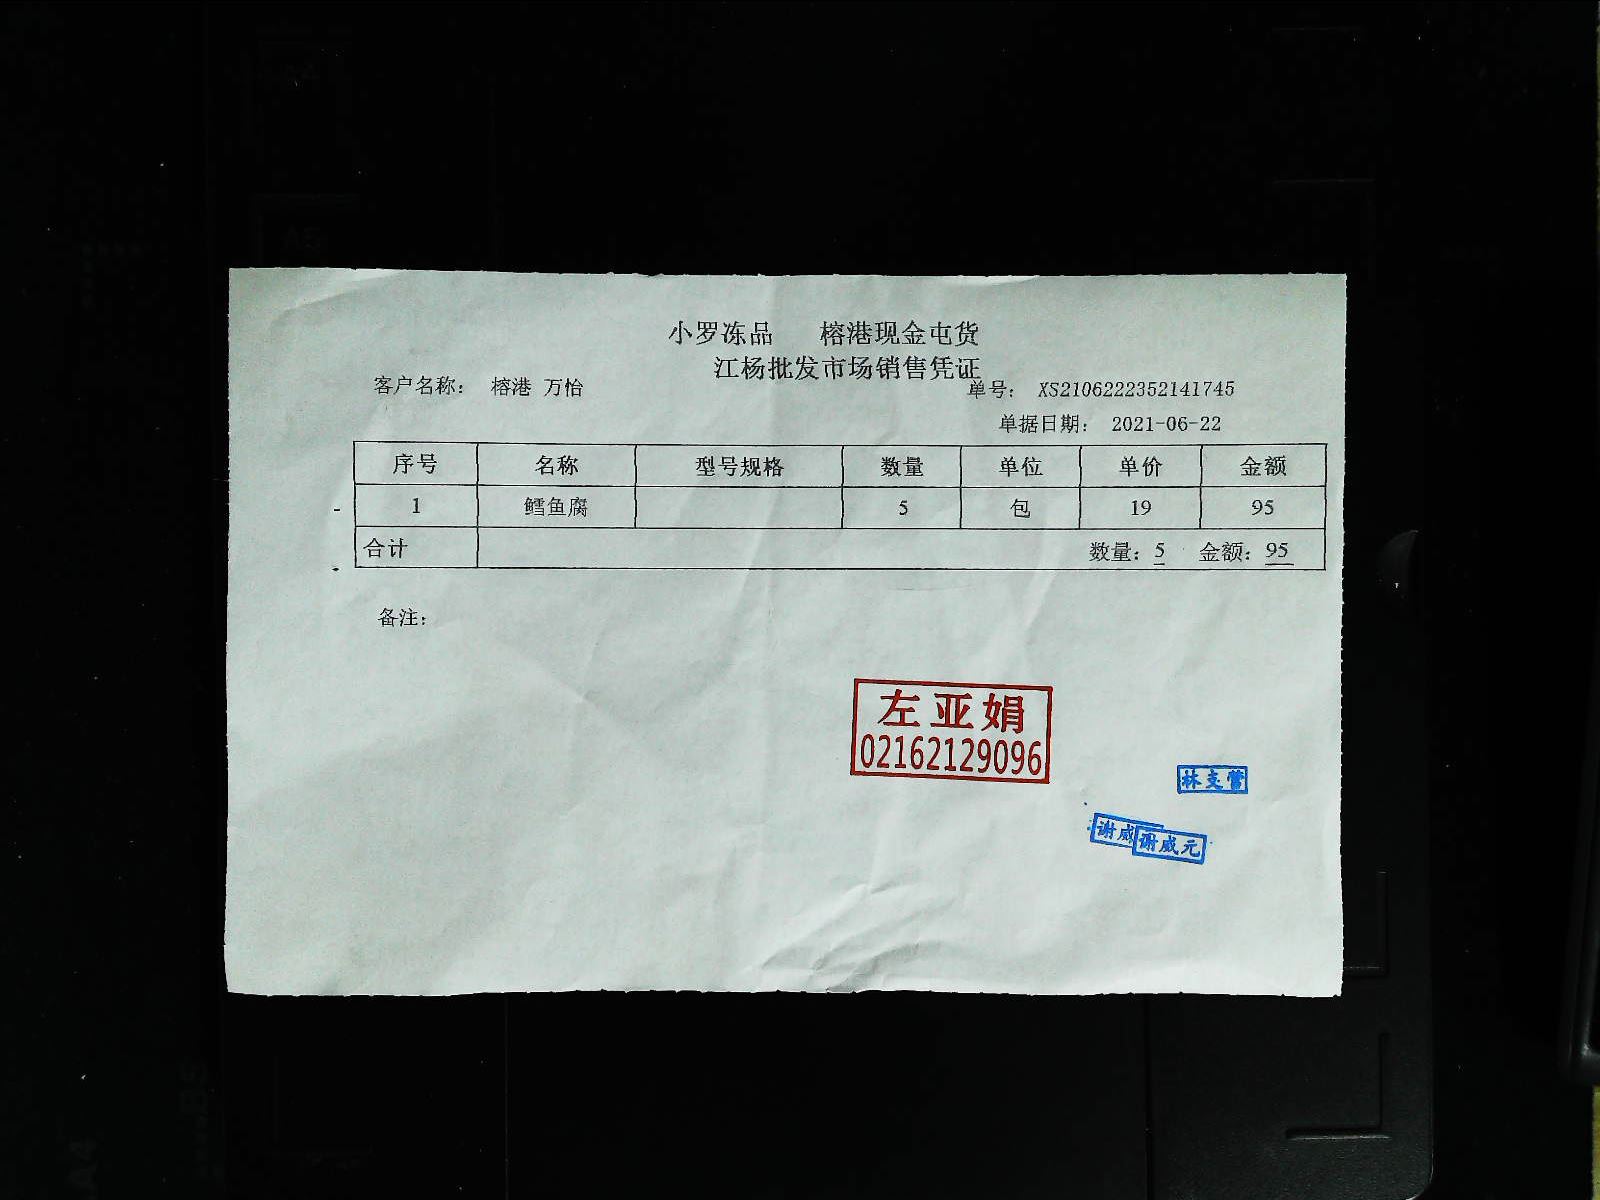 小罗冻品 榕港现金屯货
江杨批发市场销售凭证
客户名称： 榕港 万怡 单号： XS2106222352141745
单据日期： 2021-06-22
序号 名称 型号规格 数量 单位 单价 金额
1 鳕鱼腐 5 包 19 95
合计 数量：5 金额：95
备注：
左亚娟
02162129096
林支营
谢威
谢威元
A5
A4